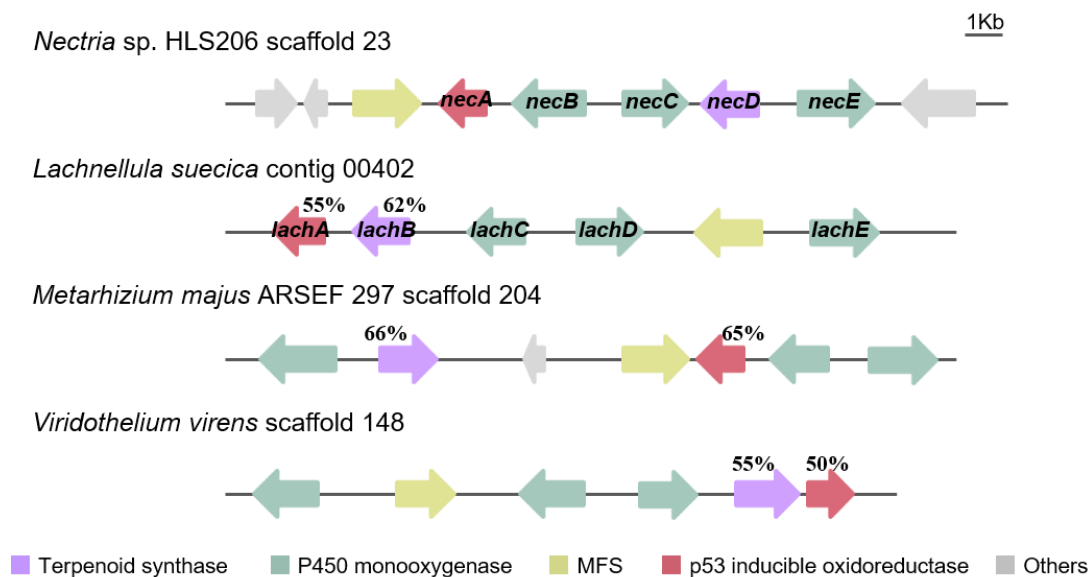 1Kb
Nectria sp. HLS206 scaffold 23
necA necB necC necD necE
Lachnellula suecica contig 00402
55% 62%
lachA lachB lachC lachD lachE
Metarhizium majus ARSEF 297 scaffold 204
66% 65%
Viridothelium virens scaffold 148
55% 50%
Terpenoid synthase P450 monooxygenase MFS p53 inducible oxidoreductase Others